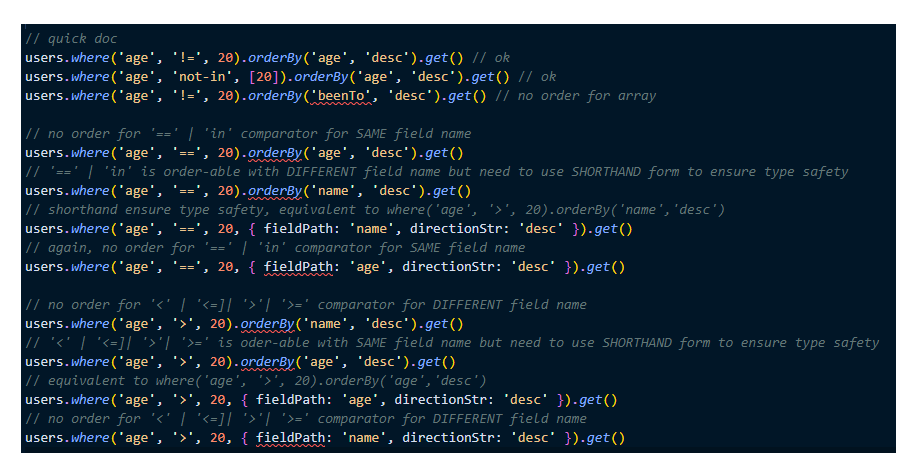 // quick doc
users.where('age', '!=', 20).orderBy('age', 'desc').get() // ok
users.where('age', 'not-in', [20]).orderBy('age', 'desc').get() // ok
users.where('age', '!=', 20).orderBy('beenTo', 'desc').get() // no order for array
// no order for '==' | 'in' comparator for SAME field name
users.where('age', '==', 20).orderBy('age', 'desc').get()
// '==' | 'in' is order-able with DIFFERENT field name but need to use SHORTHAND form to ensure type safety
users.where('age', '==', 20).orderBy('name', 'desc').get()
// shorthand ensure type safety, equivalent to where('age', '>', 20).orderBy('name','desc')
users.where('age', '==', 20, { fieldPath: 'name', directionStr: 'desc' }).get()
// again, no order for '==' | 'in' comparator for SAME field name
users.where('age', '==', 20, { fieldPath: 'age', directionStr: 'desc' }).get()
// no order for '<' | '<=]| '>'| '>=' comparator for DIFFERENT field name
users.where('age', '>', 20).orderBy('name', 'desc').get()
// '<' | '<=]| '>'| '>=' is oder-able with SAME field name but need to use SHORTHAND form to ensure type safety
users.where('age', '>', 20).orderBy('age', 'desc').get()
// equivalent to where('age', '>', 20).orderBy('age','desc')
users.where('age', '>', 20, { fieldPath: 'age', directionStr: 'desc' }).get()
// no order for '<' | '<=]| '>'| '>=' comparator for DIFFERENT field name
users.where('age', '>', 20, { fieldPath: 'name', directionStr: 'desc' }).get()